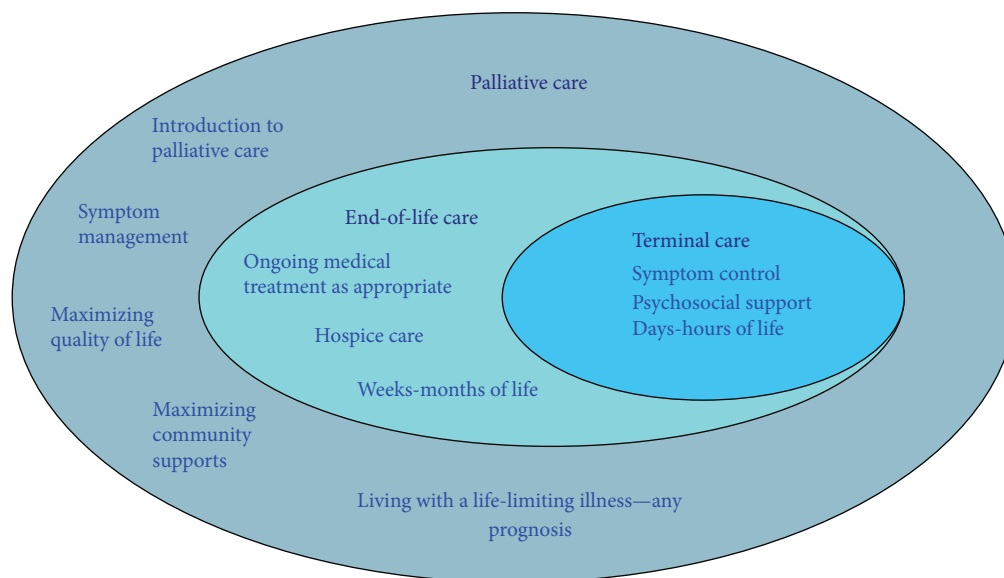 Palliative care
Introduction to
palliative care
Symptom
management
Maximizing
quality of life
Maximizing
community
supports
Living with a life-limiting illness—any
prognosis
End-of-life care
Ongoing medical
treatment as appropriate
Hospice care
Weeks-months of life
Terminal care
Symptom control
Psychosocial support
Days-hours of life